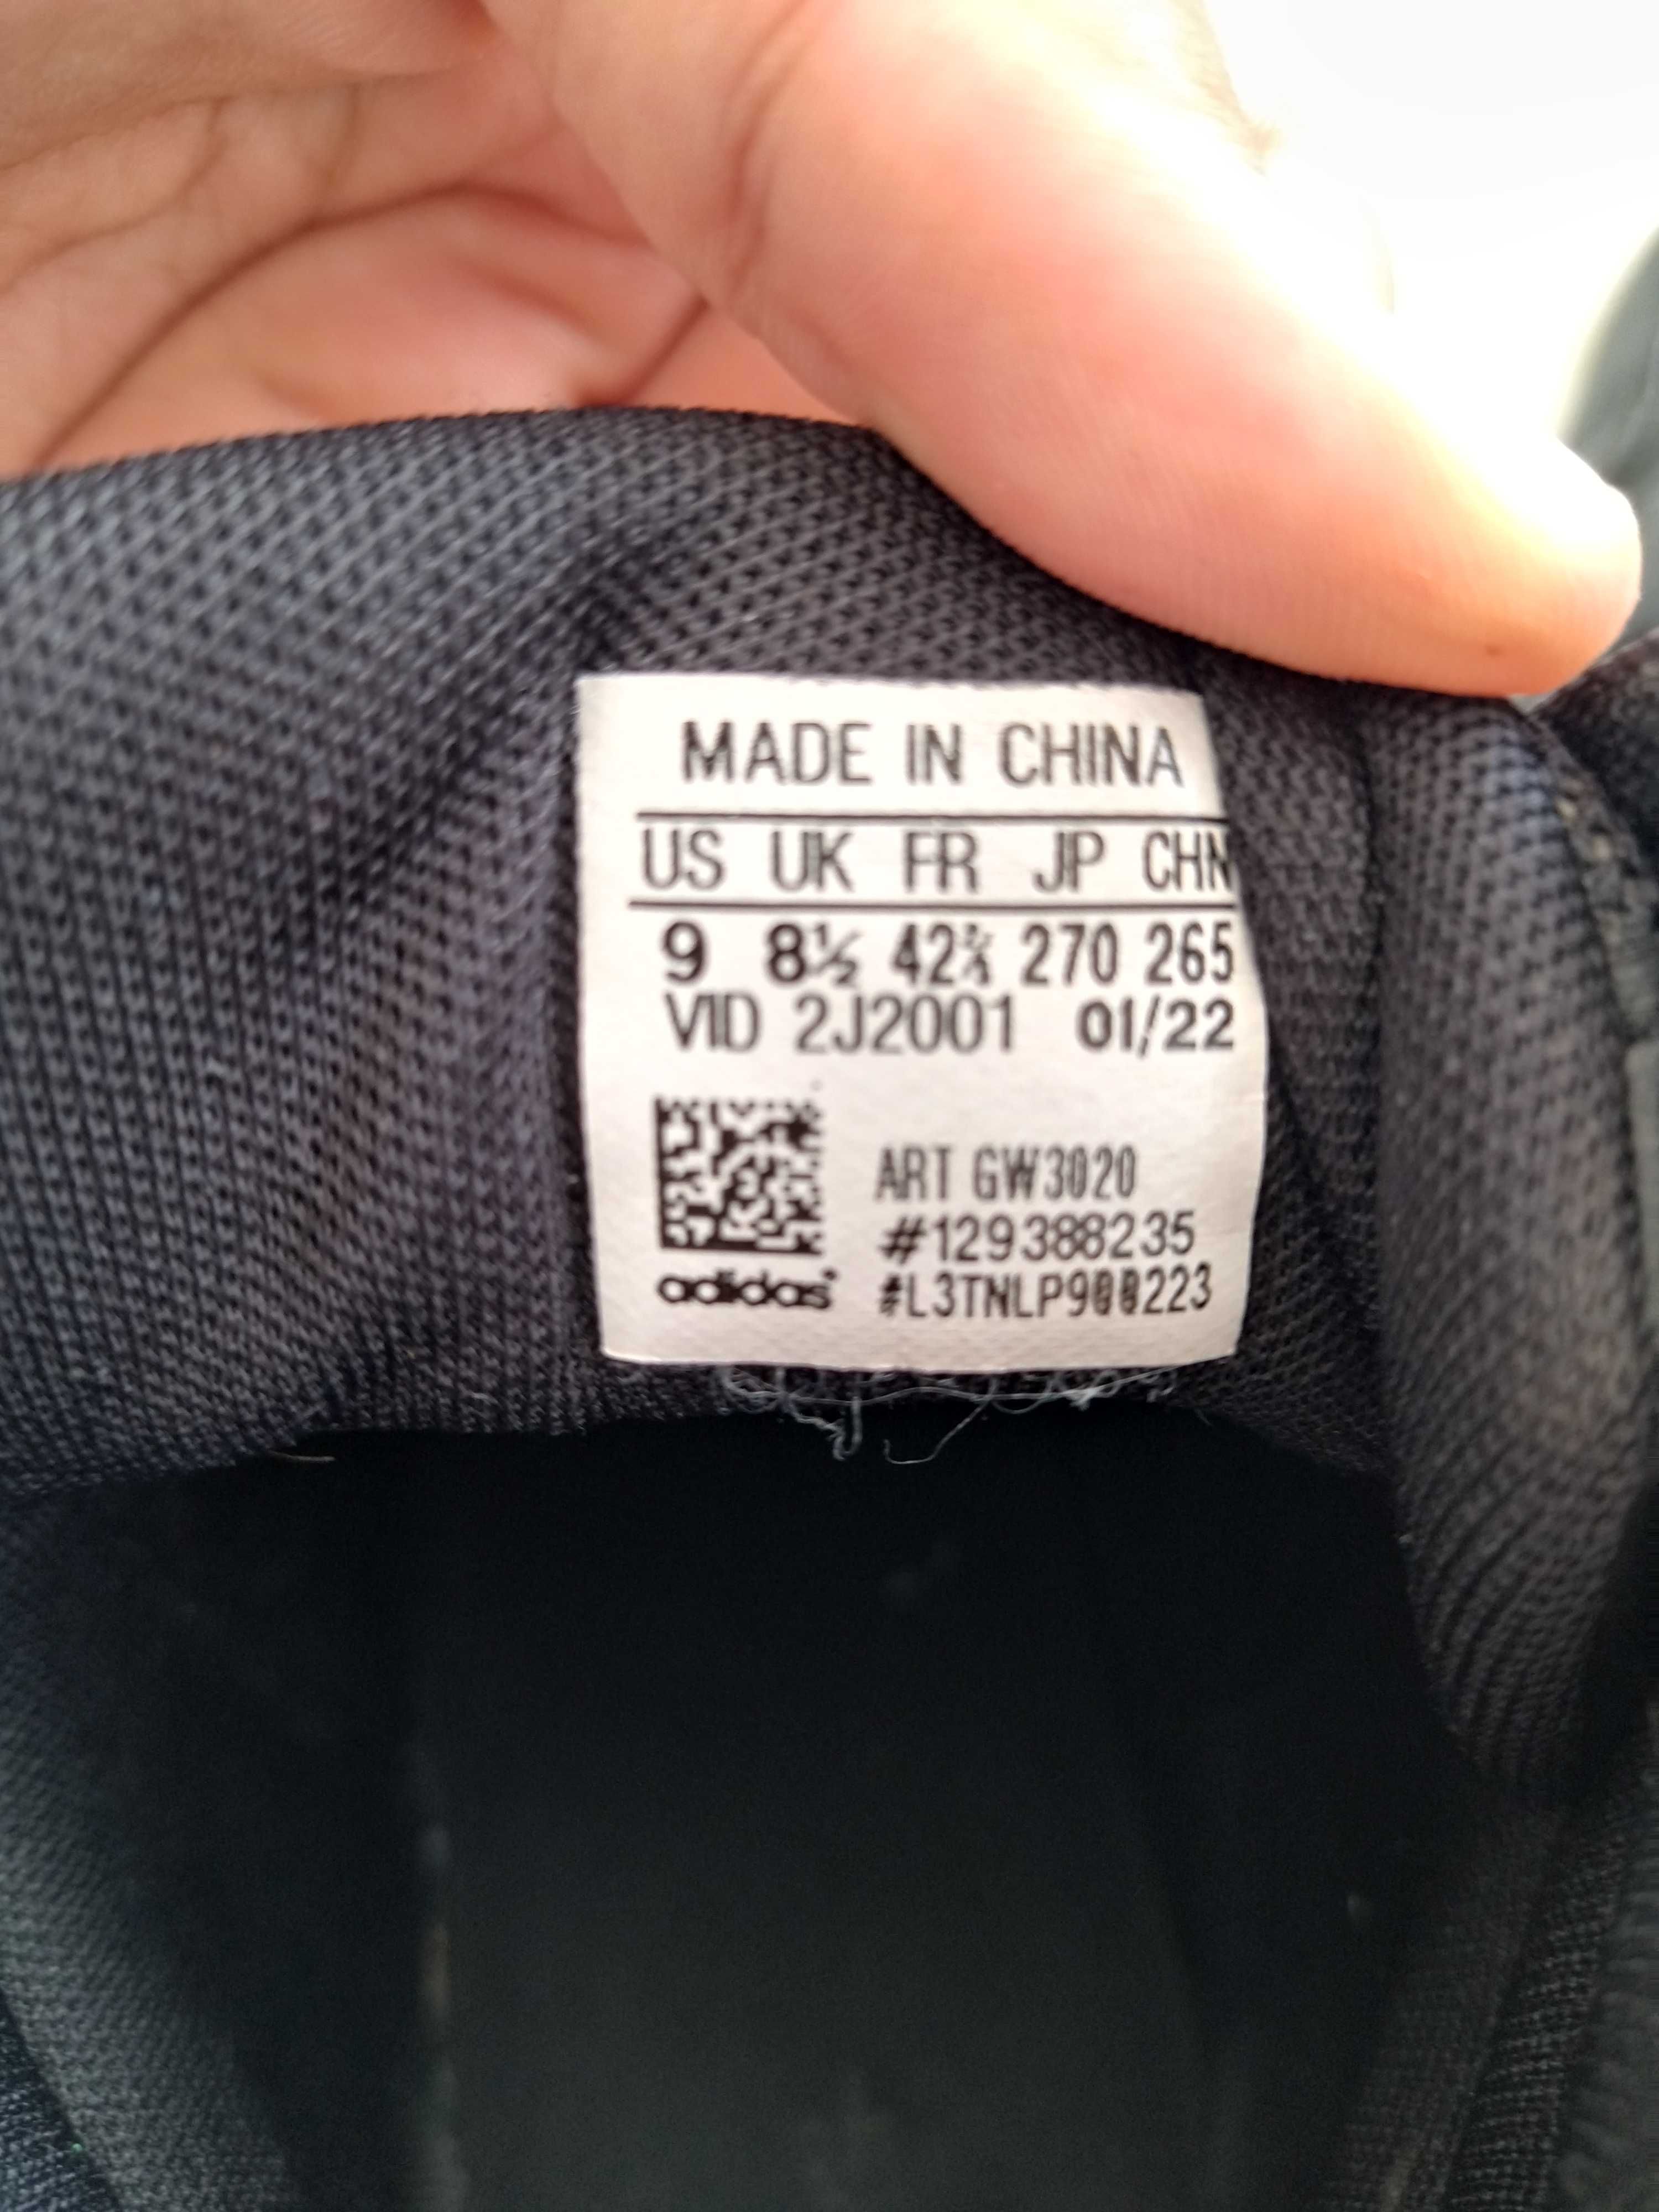 MADE IN CHINA
US UK FR JP CHN
9 8½ 42⅔ 270 265
VID 2J2001 01/22
ART GW3020
#129388235
adidas #L3TNLP900223